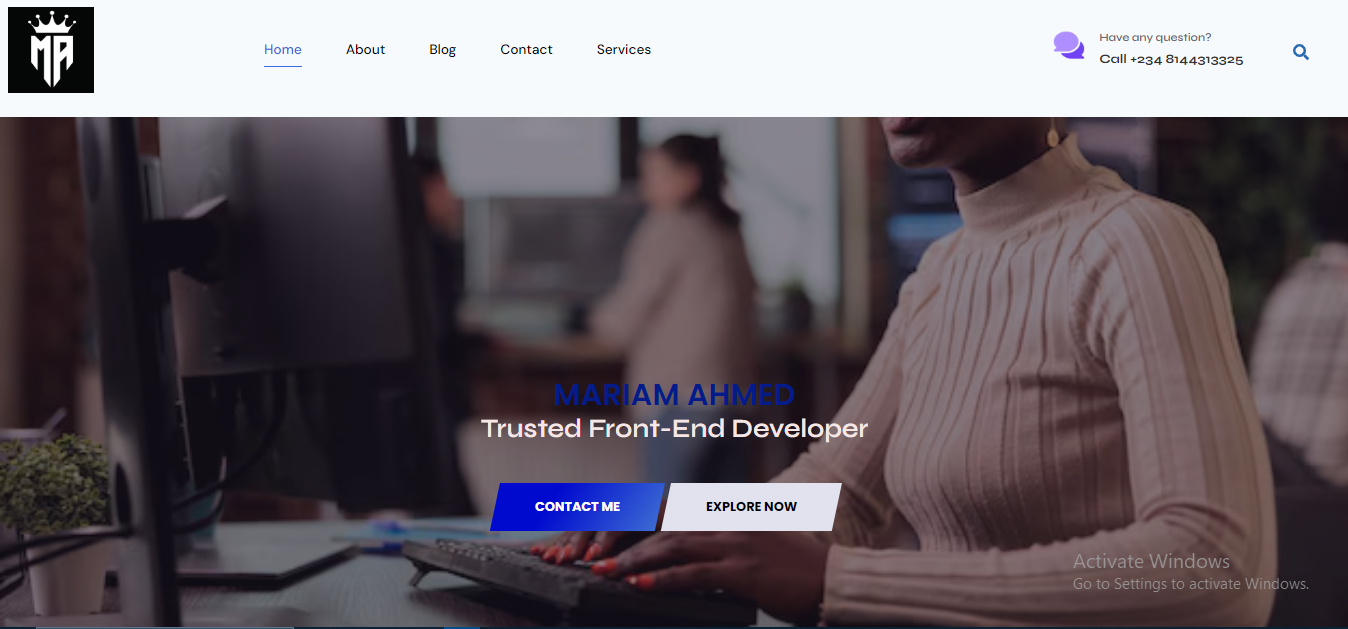 MA
Home About Blog Contact Services
Have any question?
Call +234 8144313325
MARIAM AHMED
Trusted Front-End Developer
CONTACT ME EXPLORE NOW
Activate Windows
Go to Settings to activate Windows.